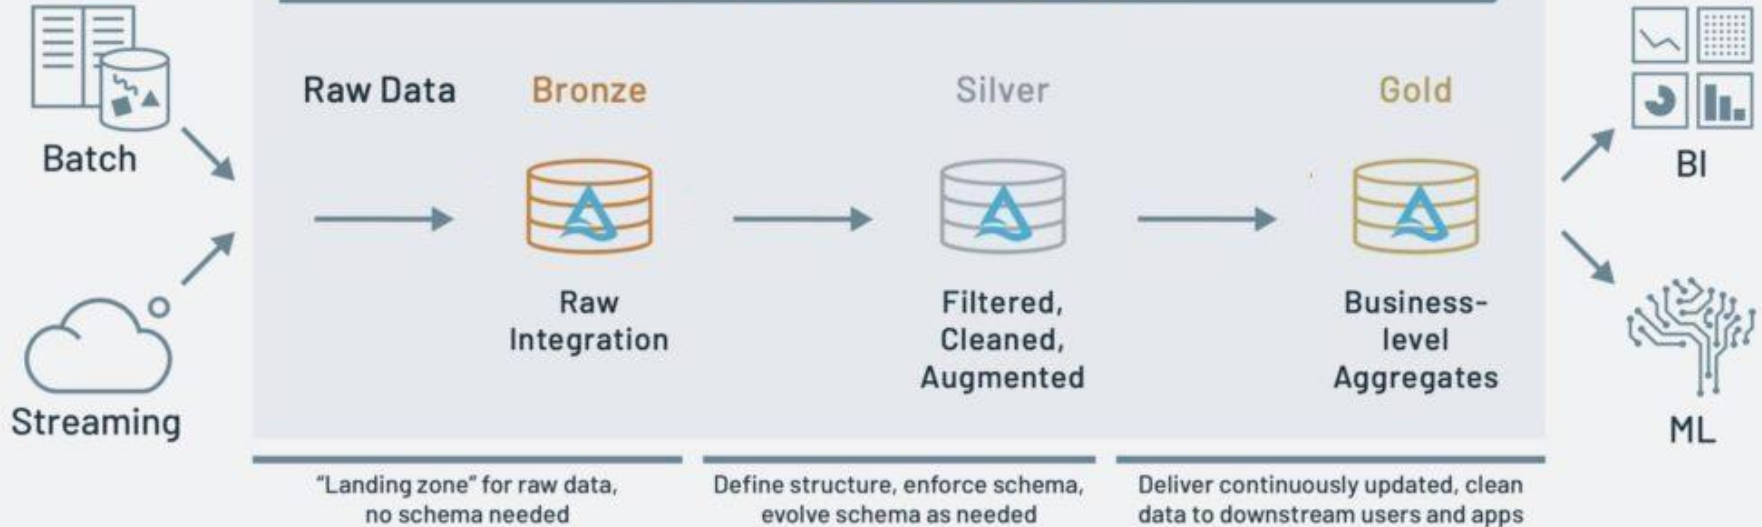 Batch
Streaming
Raw Data
Bronze
Raw
Integration
Silver
Filtered,
Cleaned,
Augmented
Gold
Business-
level
Aggregates
BI
ML
"Landing zone" for raw data,
no schema needed
Define structure, enforce schema,
evolve schema as needed
Deliver continuously updated, clean
data to downstream users and apps